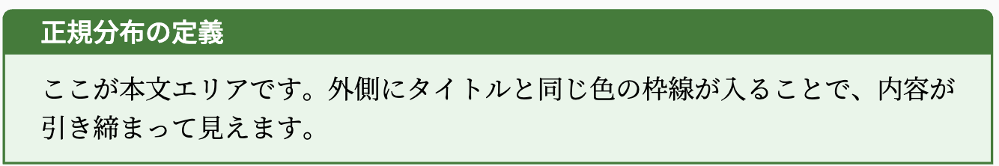 正規分布の定義
ここが本文エリアです。外側にタイトルと同じ色の枠線が入ることで、内容が
引き締まって見えます。